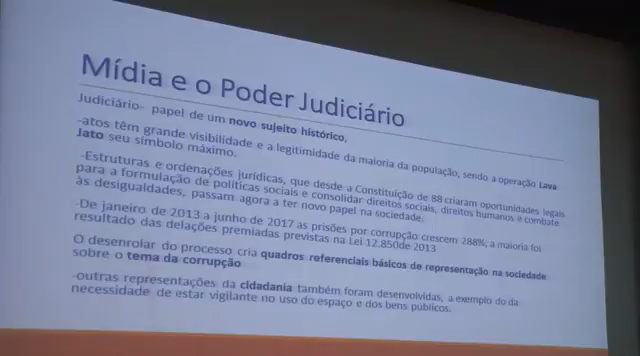 Mídia e o Poder Judiciário
Judiciário- papel de um novo sujeito histórico,
-atos têm grande visibilidade e a legitimidade da maioria da população, sendo a operação Lava
Jato seu símbolo máximo.
-Estruturas e ordenações jurídicas, que desde a Constituição de 88 criaram oportunidades legais
para a formulação de políticas sociais e consolidar direitos sociais, direitos humanos e combate
às desigualdades, passam agora a ter novo papel na sociedade.
-De janeiro de 2013 a junho de 2017 as prisões por corrupção crescem 288%, a maioria foi
resultado das delações premiadas previstas na Lei 12.850de 2013
O desenrolar do processo cria quadros referenciais básicos de representação na sociedade
sobre o tema da corrupção
-outras representações da cidadania também foram desenvolvidas, a exemplo do da
necessidade de estar vigilante no uso do espaço e dos bens públicos.